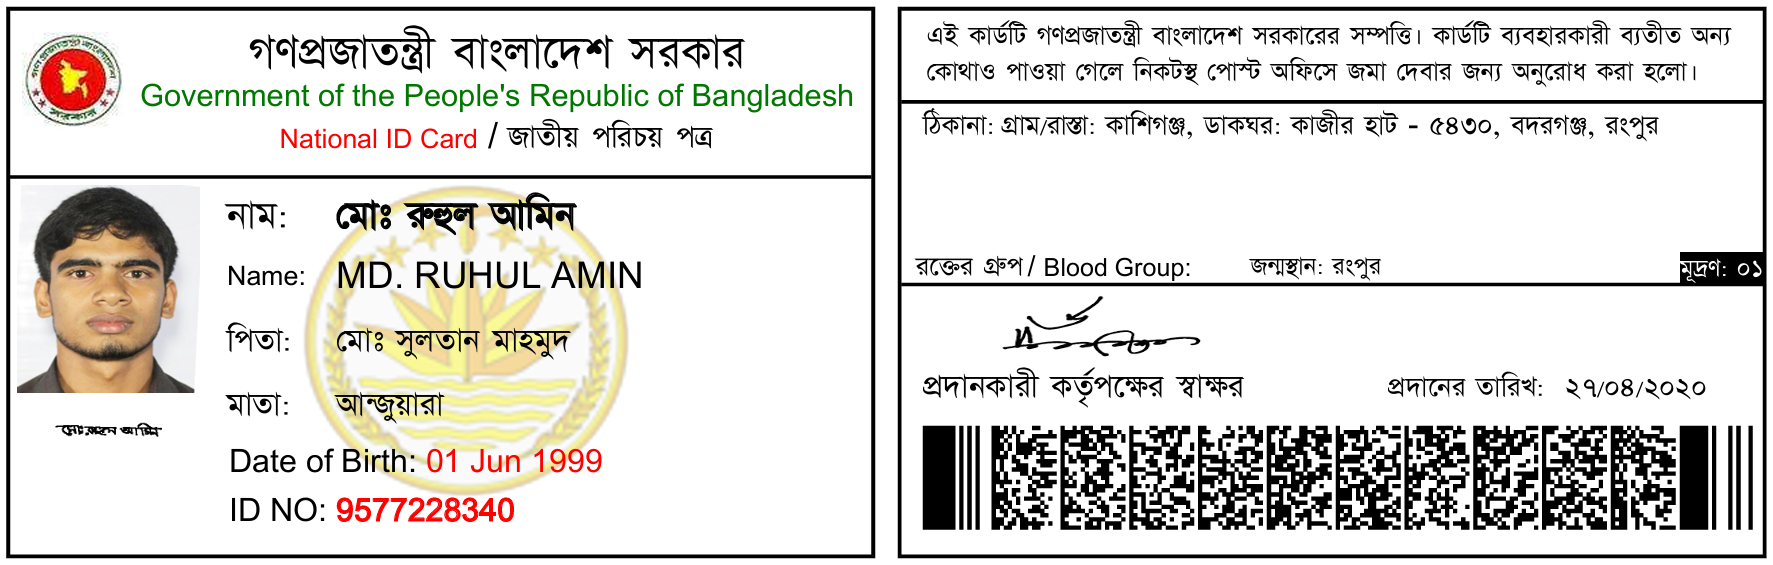 গণপ্রজাতন্ত্রী বাংলাদেশ সরকার
Government of the People's Republic of Bangladesh
National ID Card / জাতীয় পরিচয় পত্র
নাম: মোঃ রুহুল আমিন
Name: MD. RUHUL AMIN
পিতা: মোঃ সুলতান মাহমুদ
মাতা: আন্জুয়ারা
মোঃ রুহুল আমিন
Date of Birth: 01 Jun 1999
ID NO: 9577228340
এই কার্ডটি গণপ্রজাতন্ত্রী বাংলাদেশ সরকারের সম্পত্তি। কার্ডটি ব্যবহারকারী ব্যতীত অন্য
কোথাও পাওয়া গেলে নিকটস্থ পোস্ট অফিসে জমা দেবার জন্য অনুরোধ করা হলো।
ঠিকানা: গ্রাম/রাস্তা: কাশিগঞ্জ, ডাকঘর: কাজীর হাট - ৫৪৩০, বদরগঞ্জ, রংপুর
রক্তের গ্রুপ / Blood Group: জন্মস্থান: রংপুর মূদ্রণ: ০১
প্রদানকারী কর্তৃপক্ষের স্বাক্ষর প্রদানের তারিখ: ২৭/০৪/২০২০